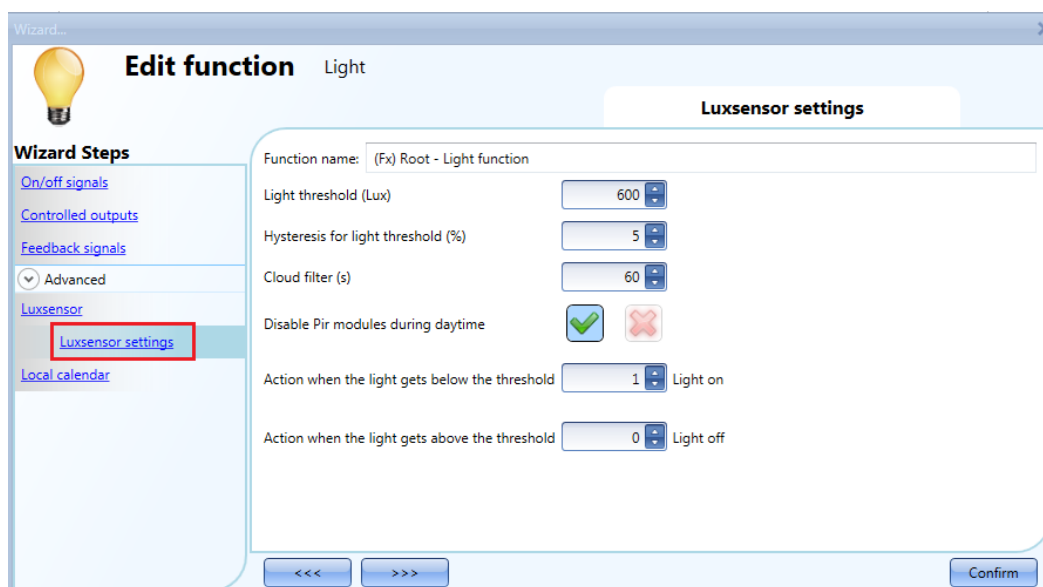 Wizard...
Edit function Light
Luxsensor settings
Wizard Steps
On/off signals
Controlled outputs
Feedback signals
Advanced
Luxsensor
Luxsensor settings
Local calendar
Function name: (Fx) Root - Light function
Light threshold (Lux) 600
Hysteresis for light threshold (%) 5
Cloud filter (s) 60
Disable Pir modules during daytime
Action when the light gets below the threshold 1 Light on
Action when the light gets above the threshold 0 Light off
<<< >>> Confirm